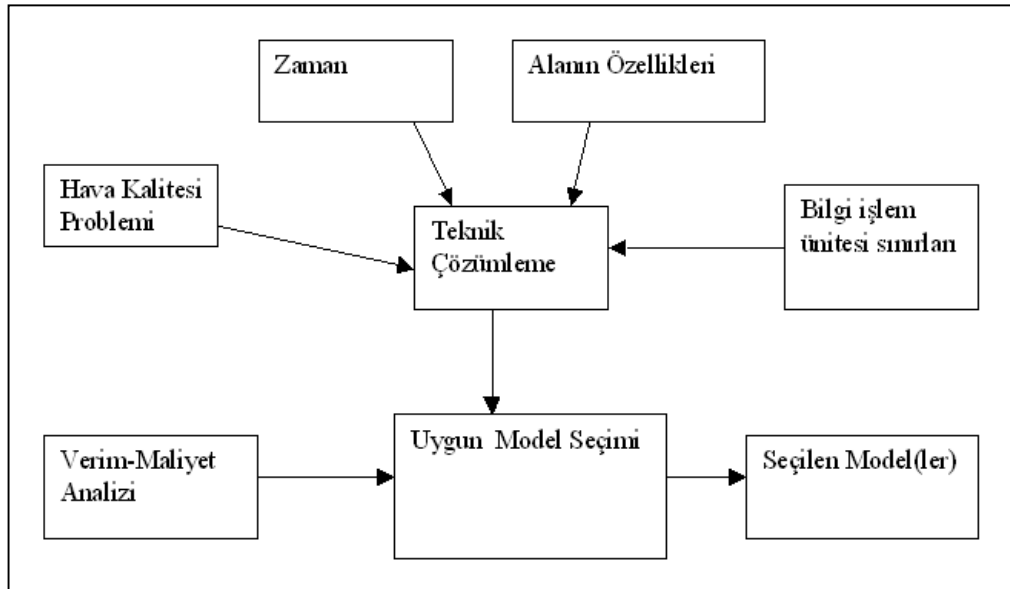 Zaman
Alanın Özellikleri
Hava Kalitesi
Problemi
Teknik
Çözümleme
Bilgi işlem
ünitesi sınırları
Verim-Maliyet
Analizi
Uygun Model Seçimi
Seçilen Model(ler)